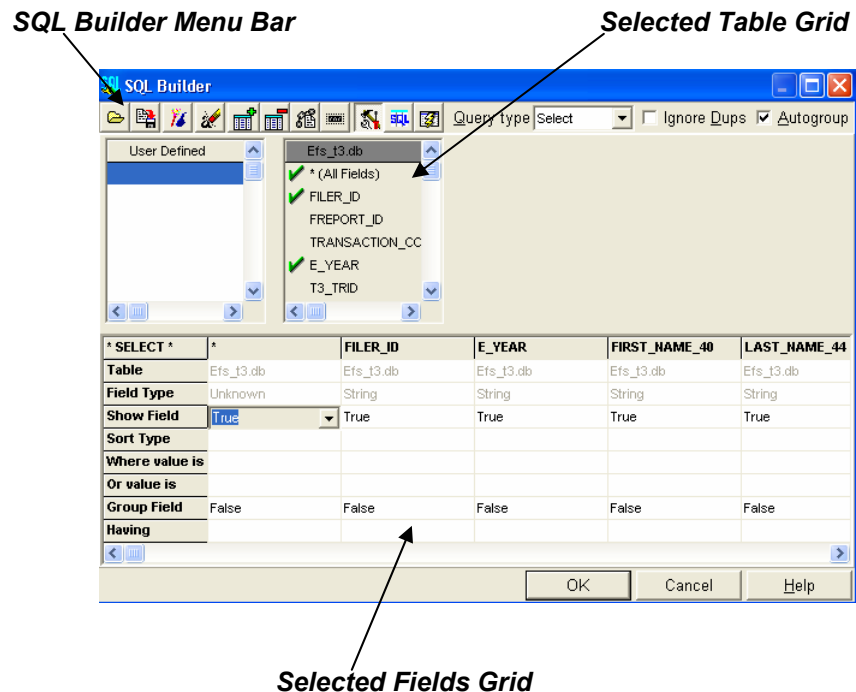 SQL Builder Menu Bar Selected Table Grid
SQL SQL Builder
SQL Query type Select Ignore Dups Autogroup
User Defined Efs_t3.db
* (All Fields)
FILER_ID
FREPORT_ID
TRANSACTION_CC
E_YEAR
T3_TRID
* SELECT * * FILER_ID E_YEAR FIRST_NAME_40 LAST_NAME_44
Table Efs_t3.db Efs_t3.db Efs_t3.db Efs_t3.db Efs_t3.db
Field Type Unknown String String String String
Show Field True True True True True
Sort Type
Where value is
Or value is
Group Field False False False False False
Having
OK Cancel Help
Selected Fields Grid